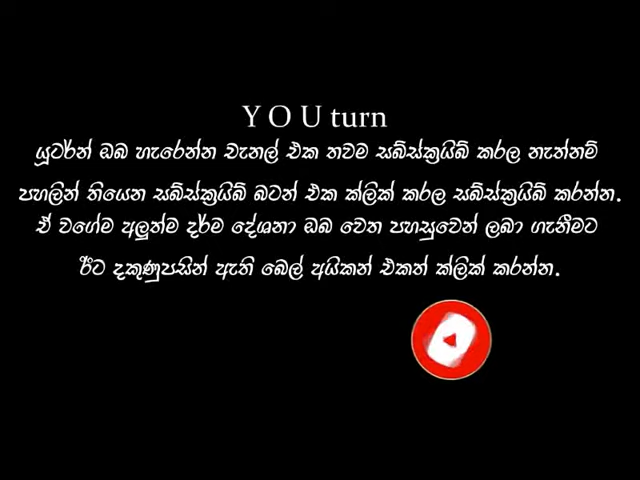 Y O U turn
යූටර්න් ඔබ හැරෙන්න චැනල් එක තවම සබ්ස්ක්‍රයිබ් කරල නැත්නම්
පහලින් තියෙන සබ්ස්ක්‍රයිබ් බටන් එක ක්ලික් කරල සබ්ස්ක්‍රයිබ් කරන්න.
ඒ වගේම අලුත්ම දර්ම දේශනා ඔබ වෙත පහසුවෙන් ලබා ගැනීමට
ඊට දකුණුපසින් ඇති බෙල් අයිකන් එකත් ක්ලික් කරන්න.